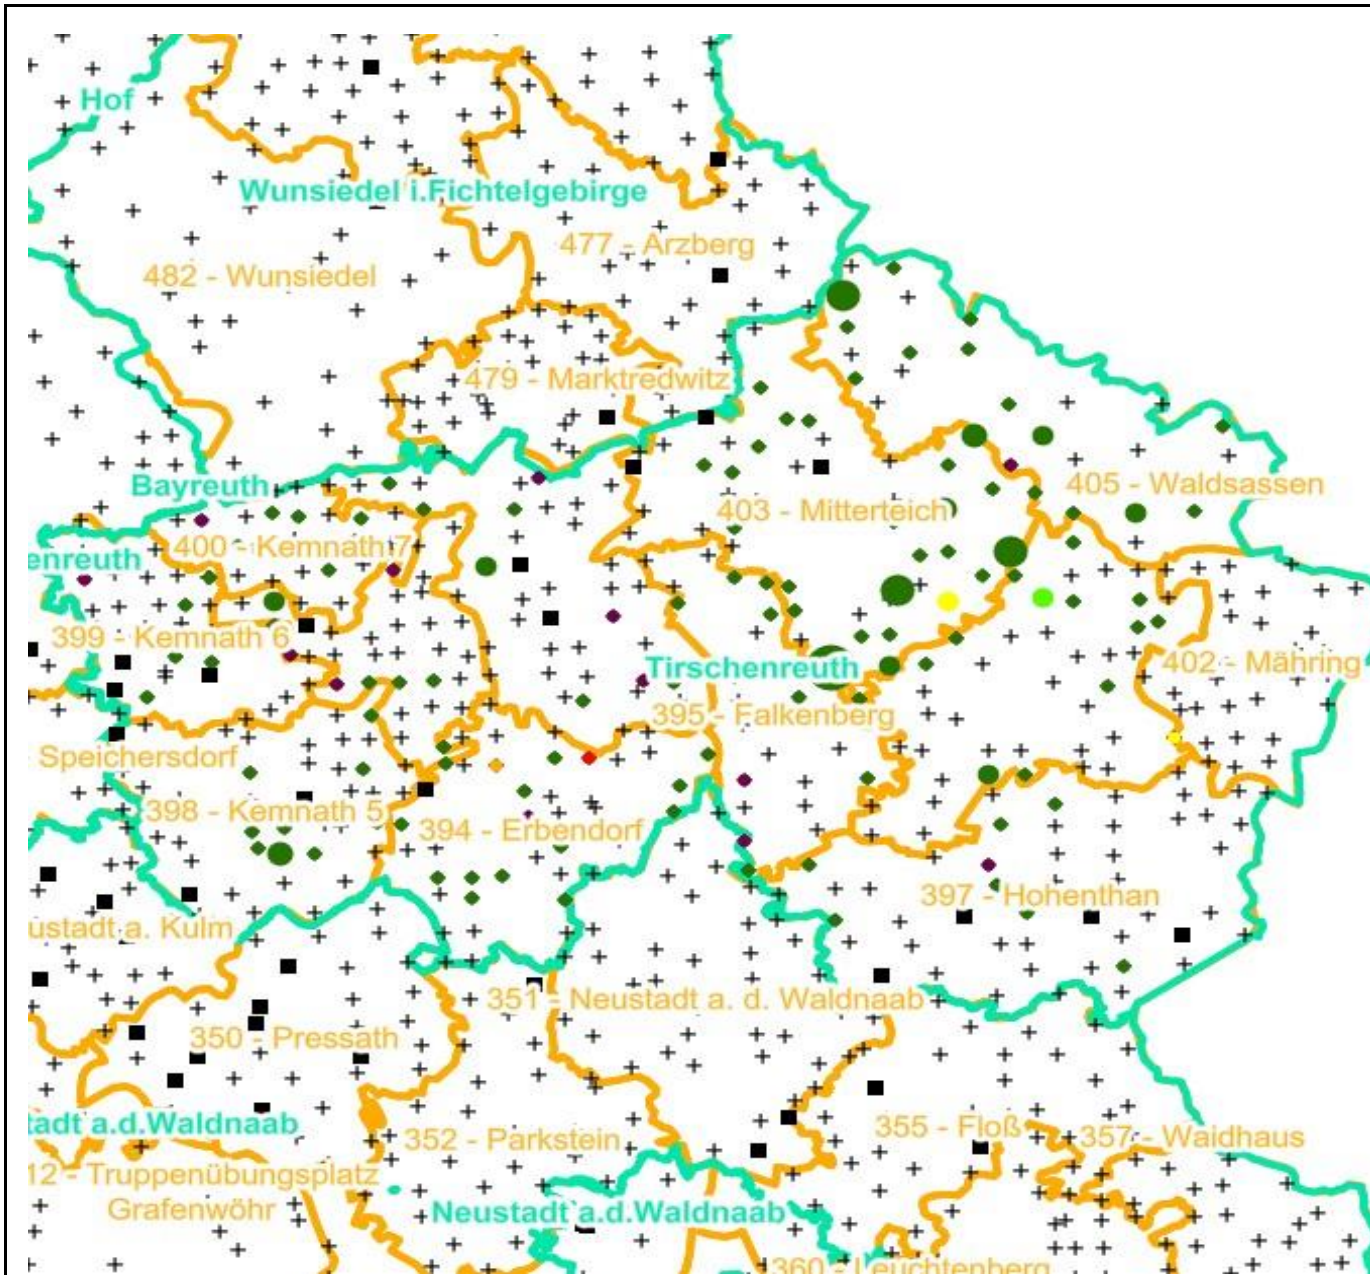 Hof
Wunsiedel i.Fichtelgebirge
477 - Arzberg
482 - Wunsiedel
479 - Marktredwitz
Bayreuth
405 - Waldsassen
403 - Mitterteich
400 - Kemnath 7
enreuth
399 - Kemnath 6
Tirschenreuth
402 - Mähring
395 - Falkenberg
Speichersdorf
398 - Kemnath 5
394 - Erbendorf
397 - Hohenthan
ustadt a. Kulm
351 - Neustadt a. d. Waldnaab
350 - Pressath
tadt a.d.Waldnaab
352 - Parkstein
355 - Floß
357 - Waidhaus
12 - Truppenübungsplatz
Grafenwöhr
Neustadt a.d.Waldnaab
360 - Leuchtenberg